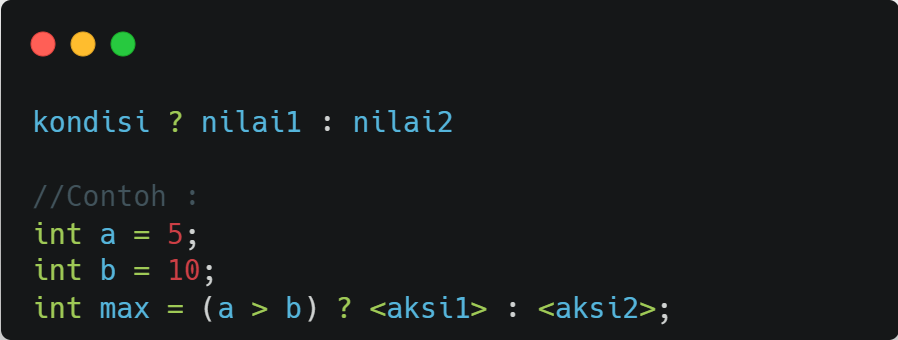 kondisi ? nilai1 : nilai2
//Contoh :
int a = 5;
int b = 10;
int max = (a > b) ? <aksi1> : <aksi2>;